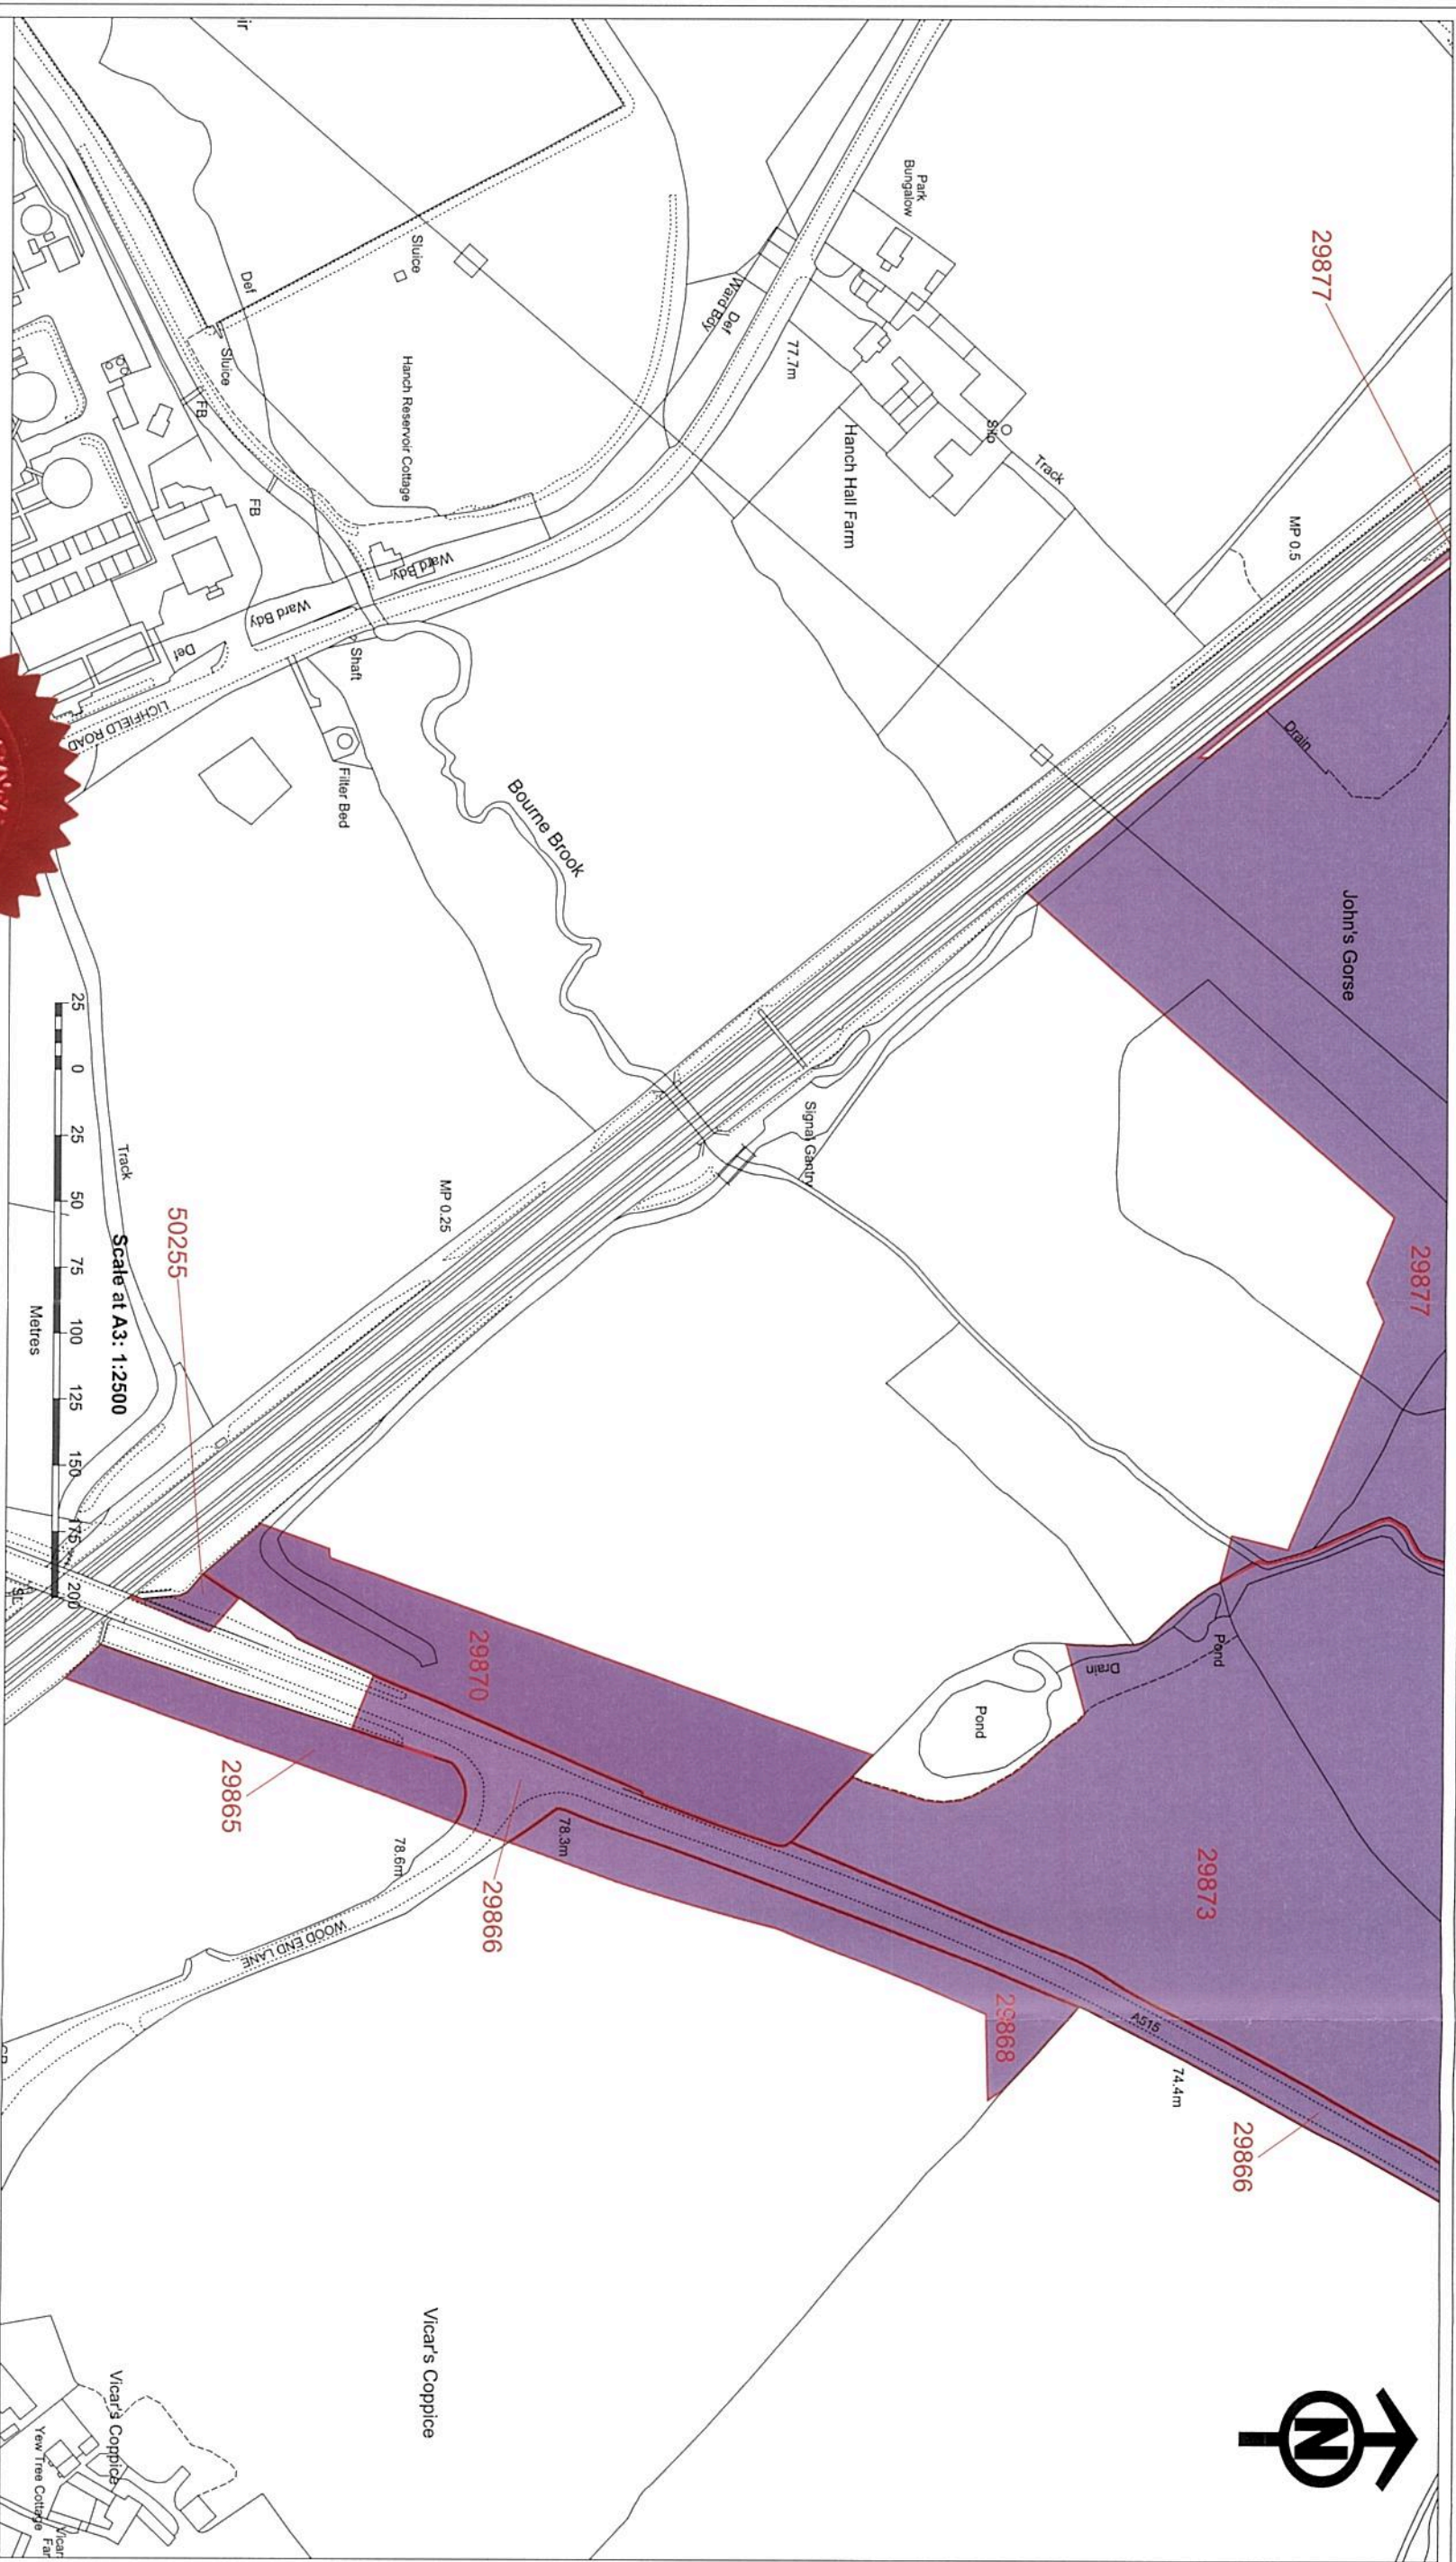 29877
MP 0.5
John's Gorse
29877
Drain
Track
Silo
Park
Bungalow
Hanch Hall Farm
77.7m
Def
Ward Bdy
Sluice
Hanch Reservoir Cottage
Def
Sluice
FB
FB
Ward Bdy
Ward Bdy
Def
Shaft
Filter Bed
LICHFIELD ROAD
Bourne Brook
Signal Gantry
MP 0.25
Pond
Drain
Pond
29873
29870
29868
A515
74.4m
29866
78.3m
29866
78.6m
29865
WOOD END LANE
50255
Track
SL
Scale at A3: 1:2500
25 0 25 50 75 100 125 150 175 200
Metres
Vicar's Coppice
Vicar's Coppice
Yew Tree Cottage
N